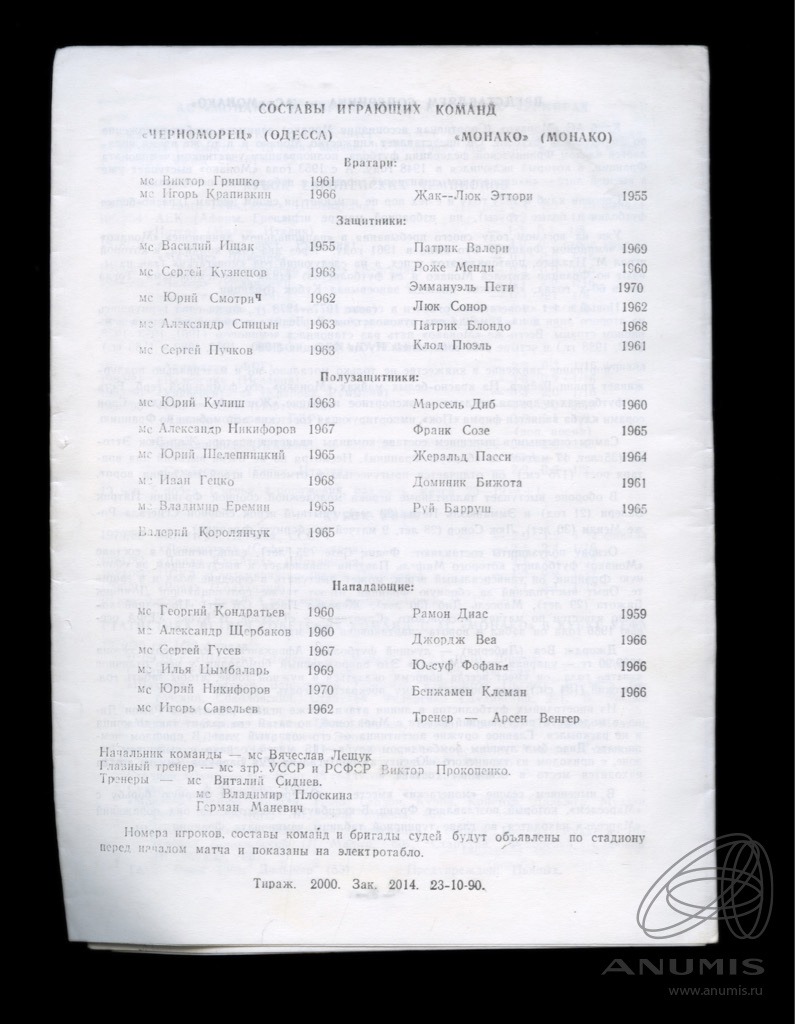 СОСТАВЫ ИГРАЮЩИХ КОМАНД
«ЧЕРНОМОРЕЦ» (ОДЕССА) «МОНАКО» (МОНАКО)
Вратари:
мс Виктор Гришко 1961
мс Игорь Крапивкин 1966 Жак--Люк Эттори 1955
Защитники:
мс Василий Ищак 1955 Патрик Валери 1969
мс Сергей Кузнецов 1963 Роже Менди 1960
Эммануэль Пети 1970
мс Юрий Смотрич 1962 Люк Сонор 1962
мс Александр Спицын 1963 Патрик Блондо 1968
мс Сергей Пучков 1963 Клод Пюэль 1961
Полузащитники:
мс Юрий Кулиш 1963 Марсель Диб 1960
мс Александр Никифоров 1967 Франк Созе 1965
мс Юрий Шелепницкий 1965 Жеральд Пасси 1964
мс Иван Гецко 1968 Доминик Бижота 1961
мс Владимир Еремин 1955 Руй Барруш 1965
Валерий Королянчук 1965
Нападающие:
мс Георгий Кондратьев 1960 Рамон Диас 1959
мс Александр Щербаков 1960 Джордж Веа 1966
мс Сергей Гусев 1967
мс Илья Цымбаларь 1969 Юьсуф Фофана 1966
мс Юрий Никифоров 1970 Бенжамен Клеман 1966
мс Игорь Савельев 1962 Тренер — Арсен Венгер
Начальник команды — мс Вячеслав Лещук
Главный тренер — мс зтр. УССР и РСФСР Виктор Прокопенко.
Тренеры — мс Виталий Сиднев.
мс Владимир Плоскина
Герман Маневич
Номера игроков, составы команд и бригады судей будут объявлены по стадиону
перед началом матча и показаны на электротабло.
Тираж. 2000. Зак. 2014. 23-10-90.
ANUMIS
www.anumis.ru